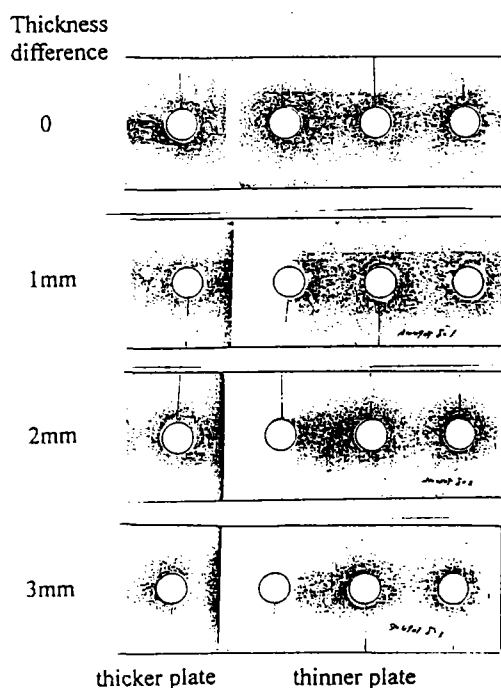 Thickness
difference
0
1mm
2mm
3mm
thicker plate
thinner plate